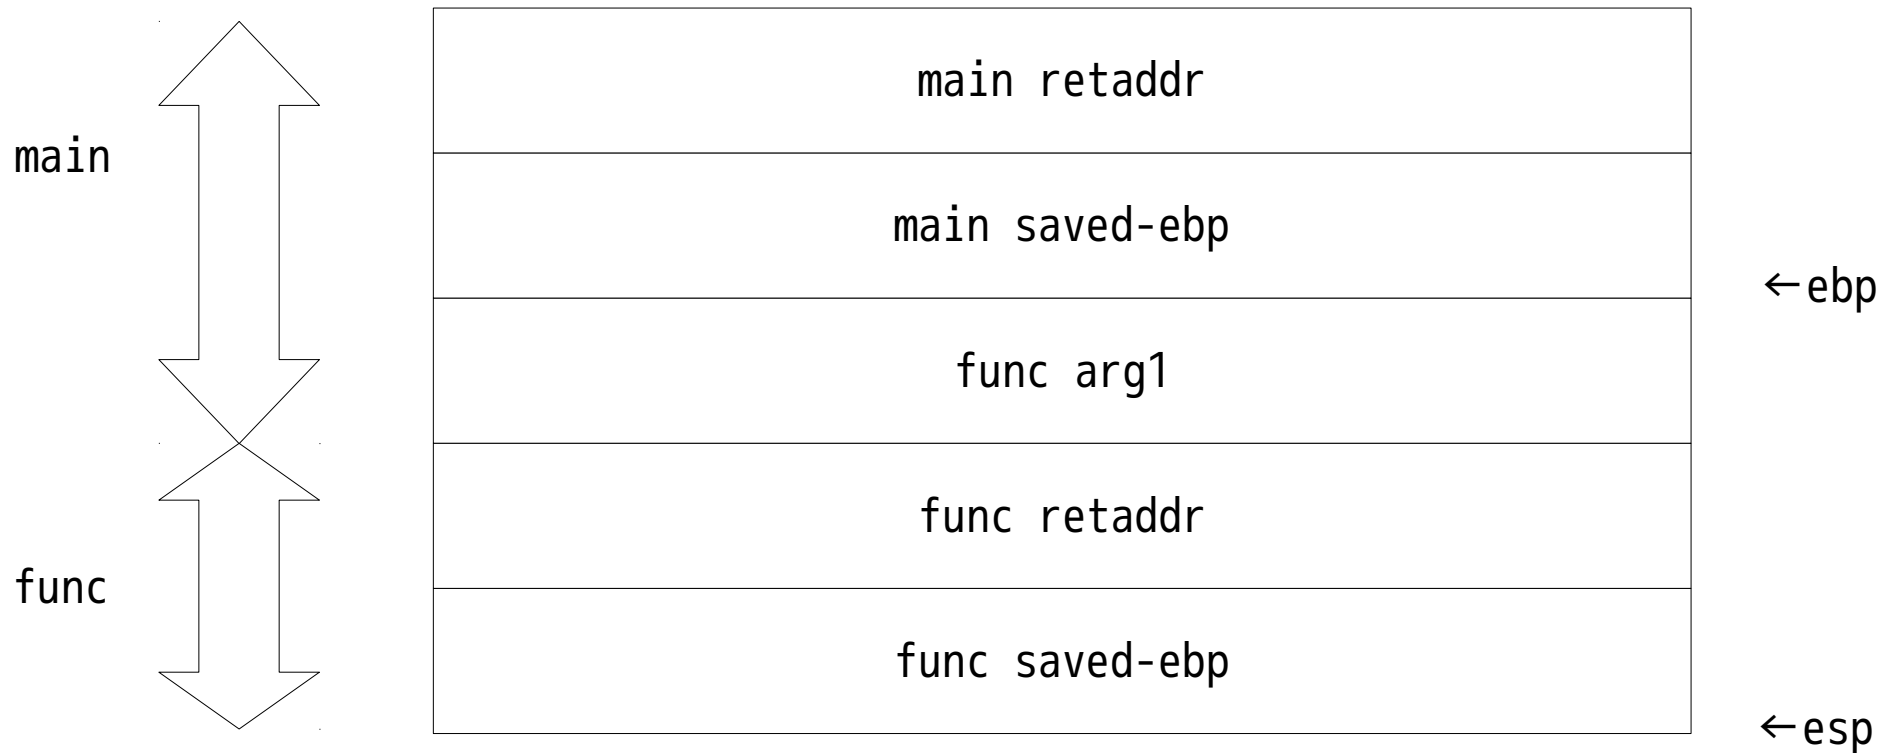 main retaddr
main
main saved-ebp
←ebp
func arg1
func retaddr
func
func saved-ebp
←esp